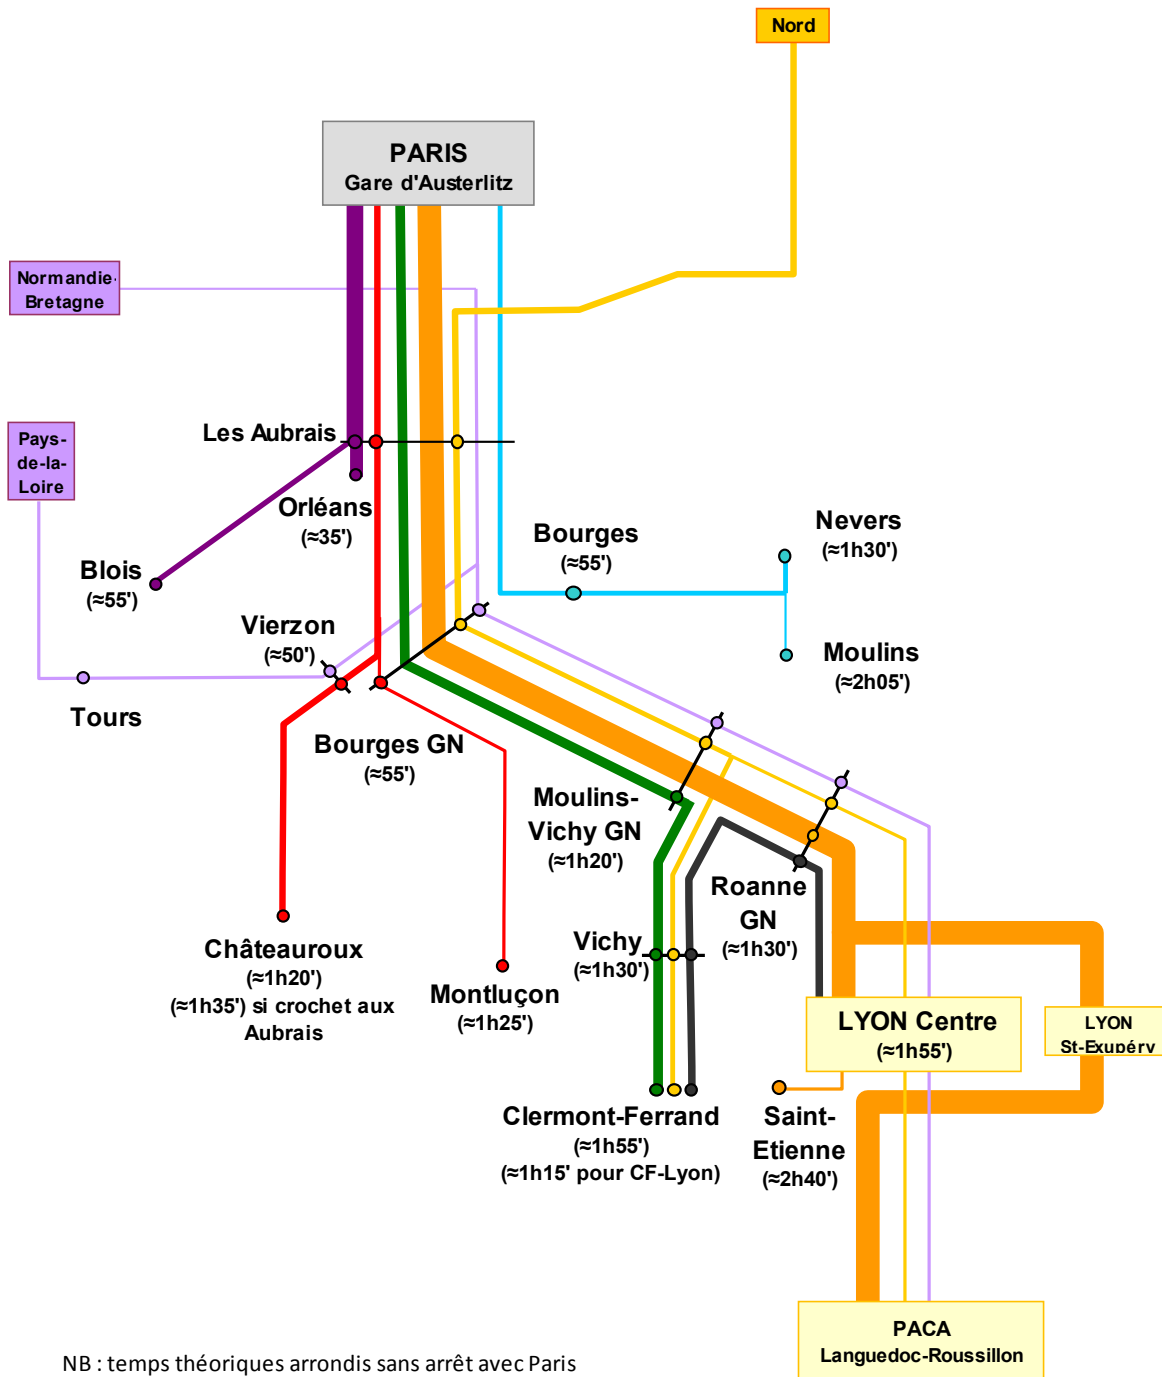 Nord
PARIS
Gare d'Austerlitz
Normandie-
Bretagne
Pays-
de-la-
Loire
Les Aubrais
Orléans
(≈35')
Blois
(≈55')
Vierzon
(≈50')
Tours
Bourges
(≈55')
Nevers
(≈1h30')
Moulins
(≈2h05')
Bourges GN
(≈55')
Moulins-
Vichy GN
(≈1h20')
Roanne
GN
(≈1h30')
Vichy
(≈1h30')
Châteauroux
(≈1h20')
(≈1h35') si crochet aux
Aubrais
Montluçon
(≈1h25')
LYON Centre
(≈1h55')
LYON
St-Exupéry
Clermont-Ferrand
(≈1h55')
(≈1h15' pour CF-Lyon)
Saint-
Etienne
(≈2h40')
PACA
Languedoc-Roussillon
NB : temps théoriques arrondis sans arrêt avec Paris